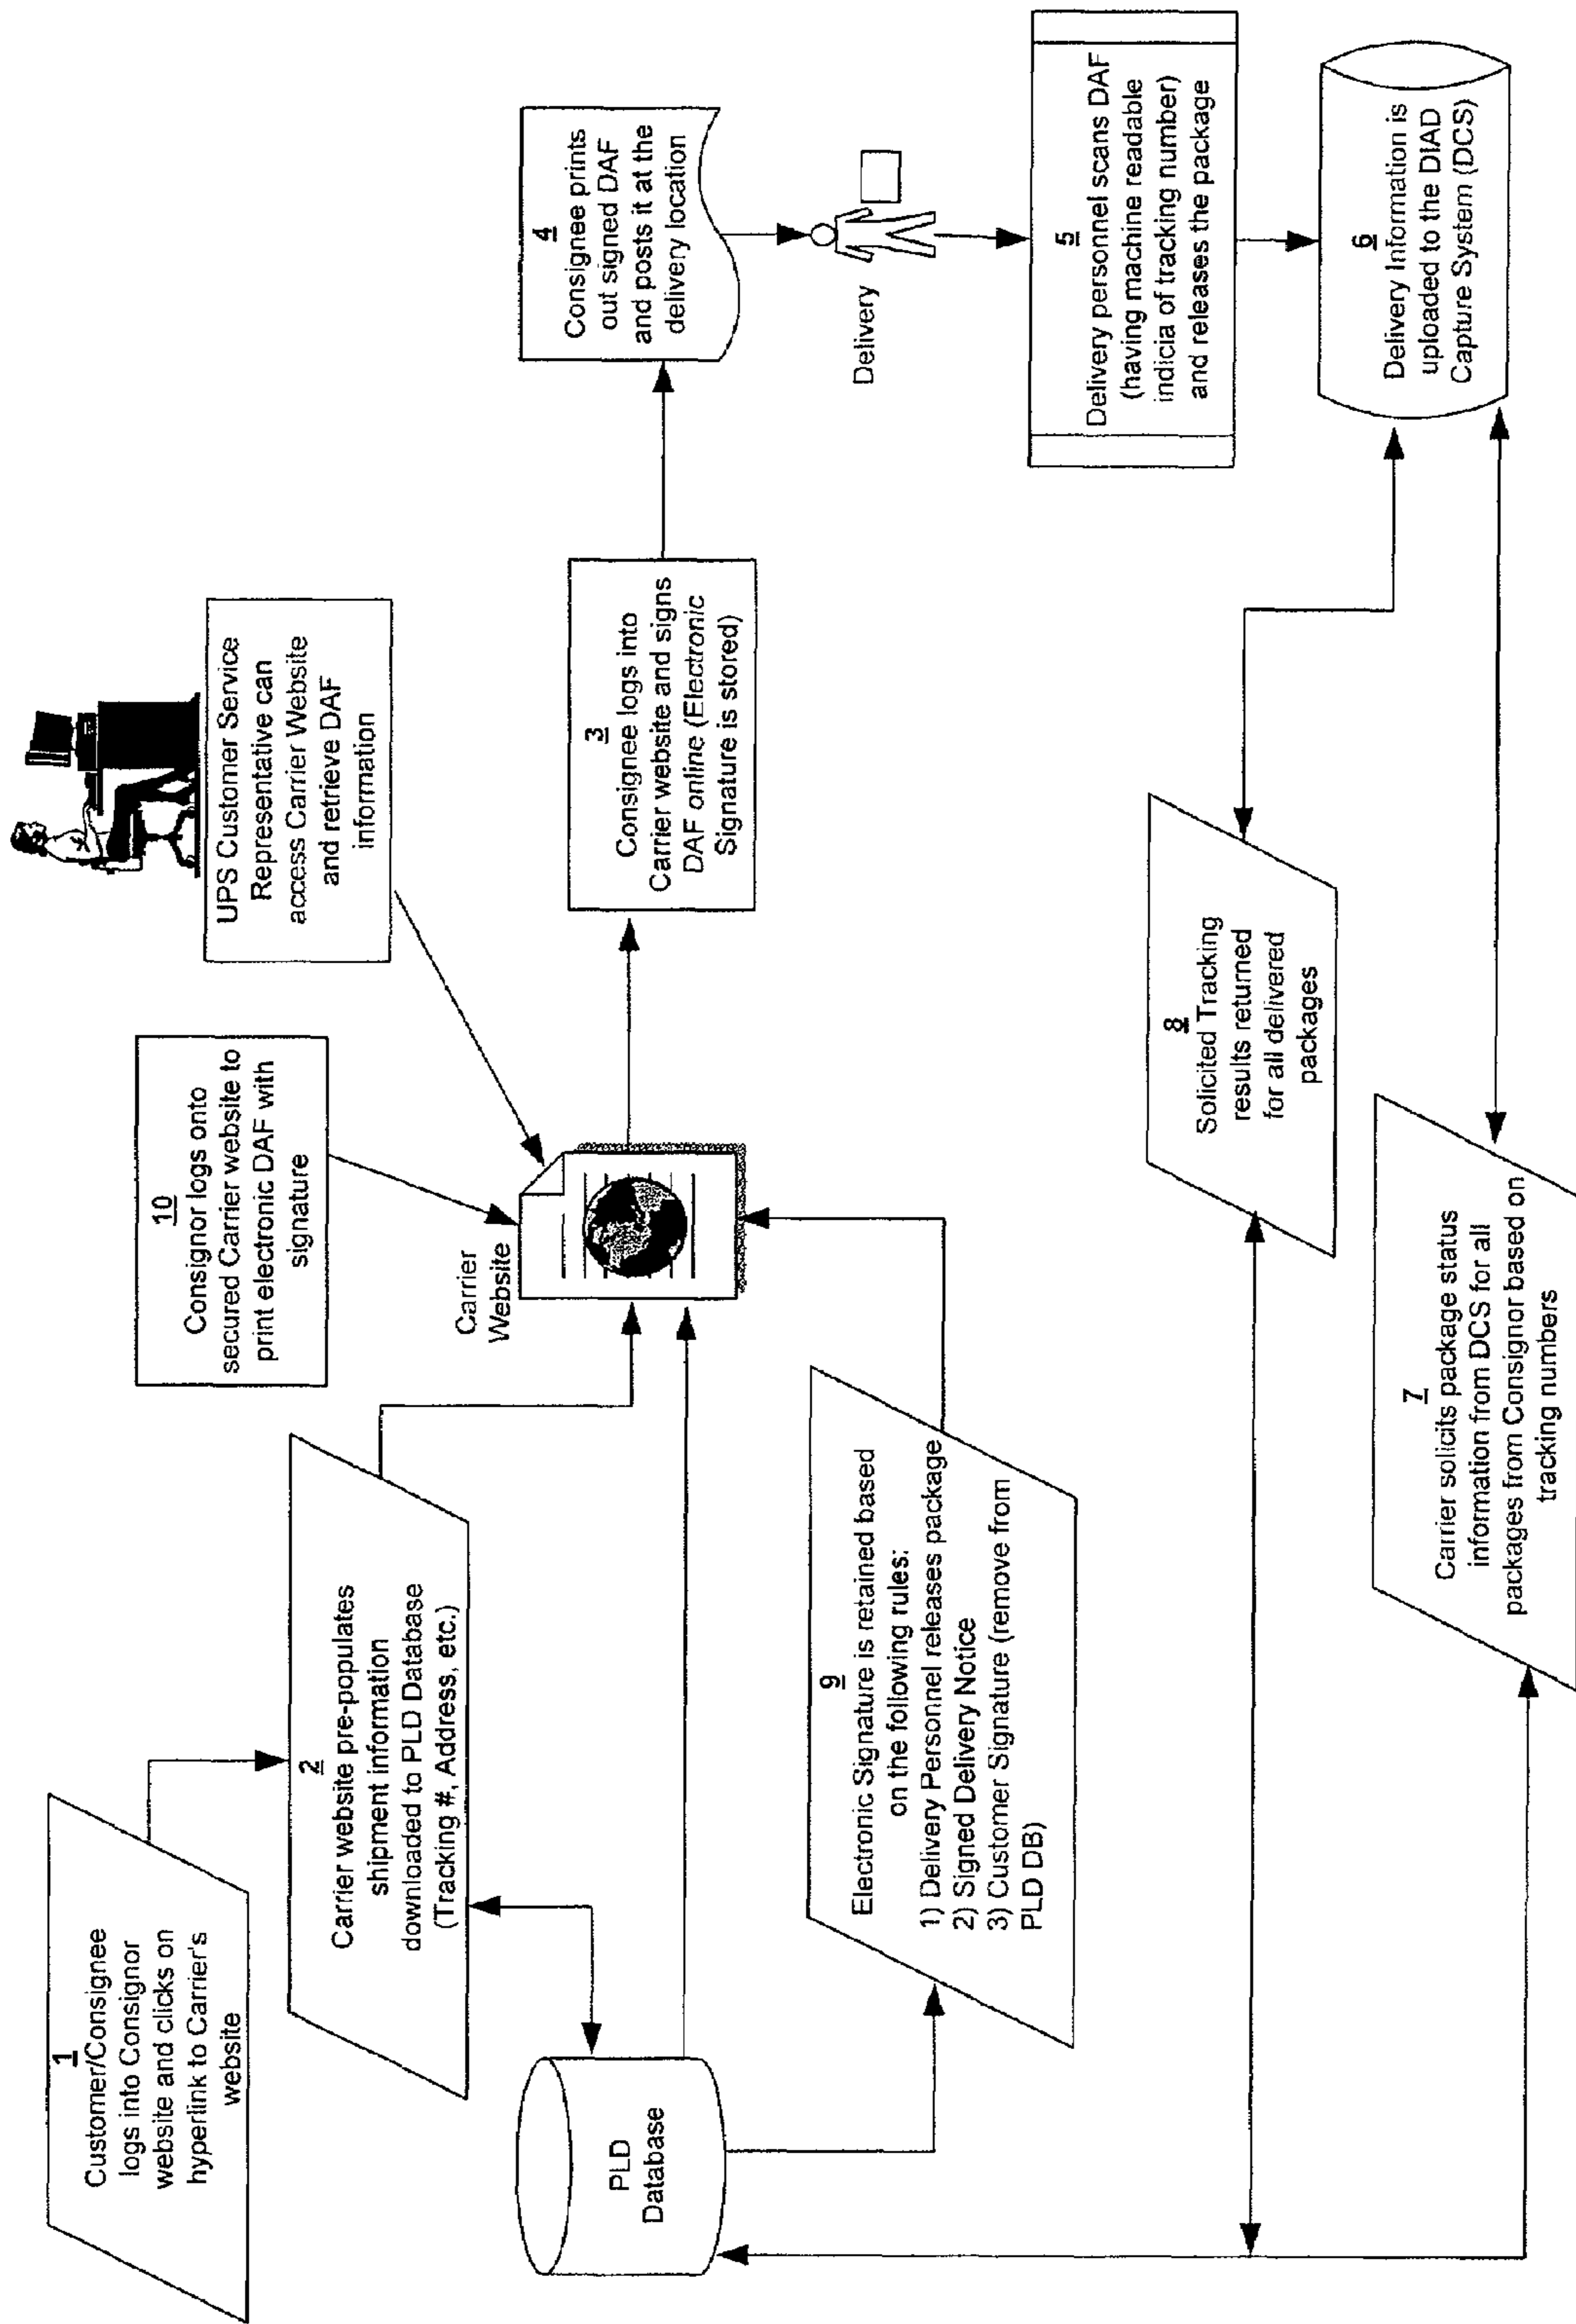 1
Customer/Consignee
logs into Consignor
website and clicks on
hyperlink to Carrier's
website
2
Carrier website pre-populates
shipment information
downloaded to PLD Database
(Tracking #, Address, etc.)
PLD
Database
10
Consignor logs onto
secured Carrier website to
print electronic DAF with
signature
Carrier
Website
UPS Customer Service
Representative can
access Carrier Website
and retrieve DAF
information
3
Consignee logs into
Carrier website and signs
DAF online (Electronic
Signature is stored)
4
Consignee prints
out signed DAF
and posts it at the
delivery location
Delivery
5
Delivery personnel scans DAF
(having machine readable
indicia of tracking number)
and releases the package
6
Delivery Information is
uploaded to the DIAD
Capture System (DCS)
9
Electronic Signature is retained based
on the following rules:
1) Delivery Personnel releases package
2) Signed Delivery Notice
3) Customer Signature (remove from
PLD DB)
8
Solicited Tracking
results returned
for all delivered
packages
7
Carrier solicits package status
information from DCS for all
packages from Consignor based on
tracking numbers